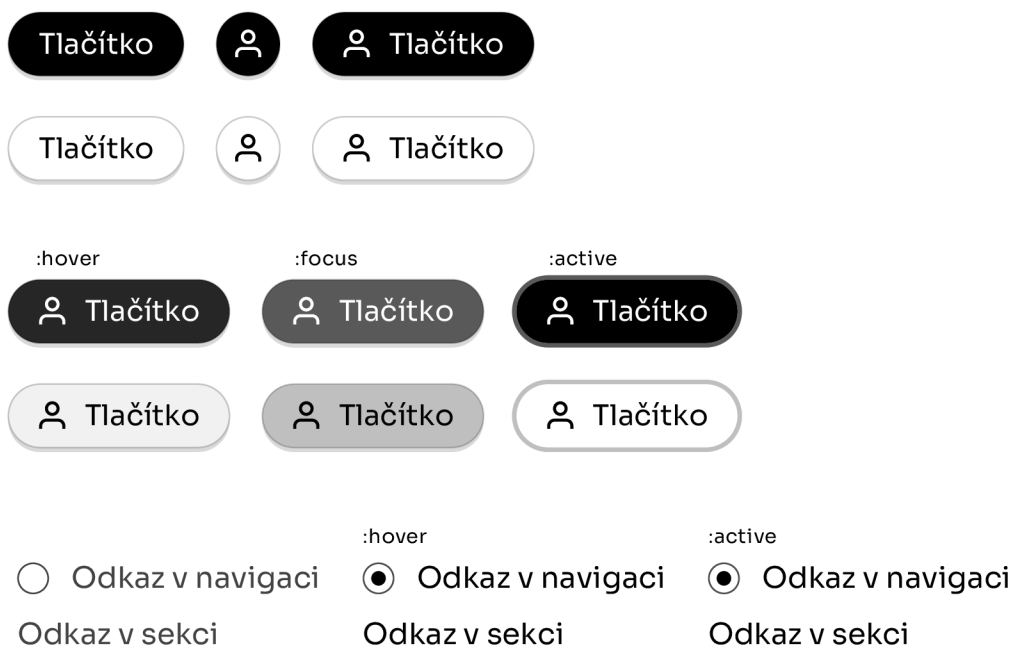 Tlačítko Tlačítko
Tlačítko Tlačítko
:hover :focus :active
Tlačítko Tlačítko Tlačítko
Tlačítko Tlačítko Tlačítko
:hover :active
Odkaz v navigaci Odkaz v navigaci Odkaz v navigaci
Odkaz v sekci Odkaz v sekci Odkaz v sekci